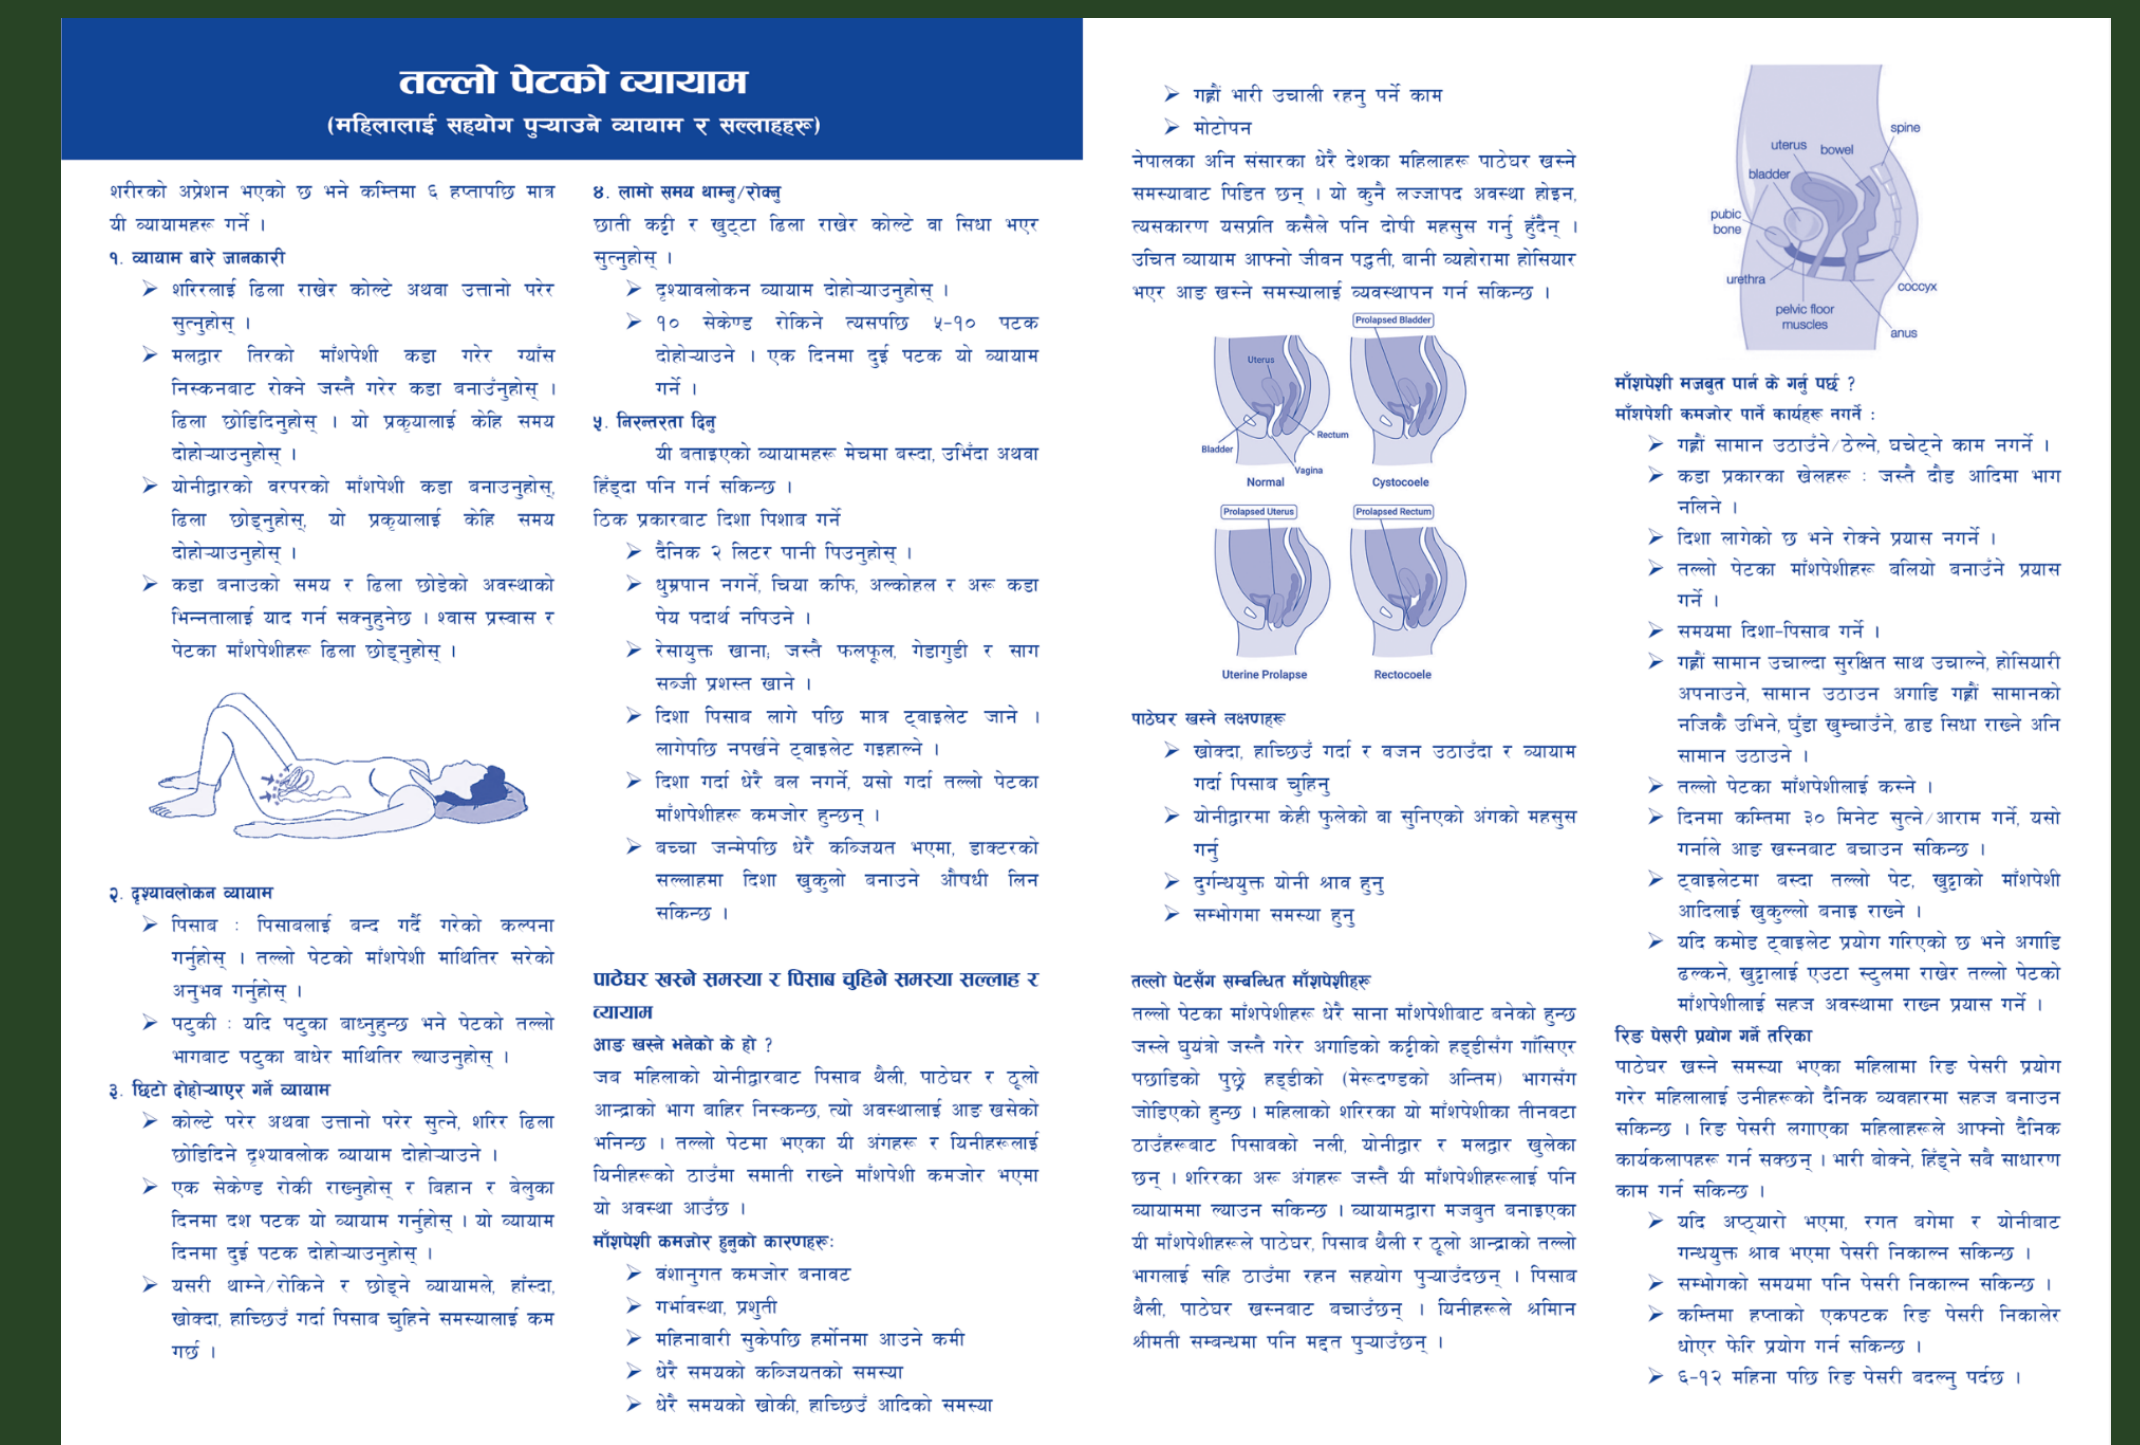 तल्लो पेटको व्यायाम
(महिलालाई सहयोग पुऱ्याउने व्यायाम र सल्लाहहरू)
शरीरको अप्रेशन भएको छ भने कम्तिमा ६ हप्तापछि मात्र
यी व्यायामहरू गर्ने ।
१. व्यायाम बारे जानकारी
➢ शरिरलाई ढिला राखेर कोल्टे अथवा उत्तानो परेर
सुत्नुहोस् ।
➢ मलद्वार तिरको माँशपेशी कडा गरेर ग्याँस
निस्कनबाट रोक्ने जस्तै गरेर कडा बनाउँनुहोस् ।
ढिला छोडिदिनुहोस् । यो प्रकृयालाई केहि समय
दोहोऱ्याउनुहोस् ।
➢ योनीद्वारको वरपरको माँशपेशी कडा बनाउनुहोस्,
ढिला छोड्नुहोस्, यो प्रकृयालाई केहि समय
दोहोऱ्याउनुहोस् ।
➢ कडा बनाउको समय र ढिला छोडेको अवस्थाको
भिन्नतालाई याद गर्न सक्नुहुनेछ । श्वास प्रस्वास र
पेटका माँशपेशीहरू ढिला छोड्नुहोस् ।
२. दृश्यावलोकन व्यायाम
➢ पिसाब : पिसाबलाई बन्द गर्दै गरेको कल्पना
गर्नुहोस् । तल्लो पेटको माँशपेशी माथितिर सरेको
अनुभव गर्नुहोस् ।
➢ पटुकी : यदि पटुका बाध्नुहुन्छ भने पेटको तल्लो
भागबाट पटुका बाधेर माथितिर ल्याउनुहोस् ।
३. छिटो दोहोऱ्याएर गर्ने व्यायाम
➢ कोल्टे परेर अथवा उत्तानो परेर सुत्ने, शरिर ढिला
छोडिदिने दृश्यावलोक व्यायाम दोहोऱ्याउने ।
➢ एक सेकेण्ड रोकी राख्नुहोस् र बिहान र बेलुका
दिनमा दश पटक यो व्यायाम गर्नुहोस् । यो व्यायाम
दिनमा दुई पटक दोहोऱ्याउनुहोस् ।
➢ यसरी थाम्ने/रोकिने र छोड्ने व्यायामले, हाँस्दा,
खोक्दा, हाच्छिउँ गर्दा पिसाब चुहिने समस्यालाई कम
गर्छ ।
४. लामो समय थाम्नु/रोक्नु
छाती कट्टी र खुट्टा ढिला राखेर कोल्टे वा सिधा भएर
सुत्नुहोस् ।
➢ दृश्यावलोकन व्यायाम दोहोऱ्याउनुहोस् ।
➢ १० सेकेण्ड रोकिने त्यसपछि ५-१० पटक
दोहोऱ्याउने । एक दिनमा दुई पटक यो व्यायाम
गर्ने ।
५. निरन्तरता दिनु
यी बताइएको व्यायामहरू मेचमा बस्दा, उभिँदा अथवा
हिँड्दा पनि गर्न सकिन्छ ।
ठिक प्रकारबाट दिशा पिशाब गर्ने
➢ दैनिक २ लिटर पानी पिउनुहोस् ।
➢ धुम्रपान नगर्ने, चिया कफि, अल्कोहल र अरू कडा
पेय पदार्थ नपिउने ।
➢ रेसायुक्त खाना; जस्तै फलफूल, गेडागुडी र साग
सब्जी प्रशस्त खाने ।
➢ दिशा पिसाब लागे पछि मात्र ट्वाइलेट जाने ।
लागेपछि नपर्खने ट्वाइलेट गइहाल्ने ।
➢ दिशा गर्दा धेरै बल नगर्ने, यसो गर्दा तल्लो पेटका
माँशपेशीहरू कमजोर हुन्छन् ।
➢ बच्चा जन्मेपछि धेरै कब्जियत भएमा, डाक्टरको
सल्लाहमा दिशा खुकुलो बनाउने औषधी लिन
सकिन्छ ।
पाठेघर खस्ने समस्या र पिसाब चुहिने समस्या सल्लाह र
व्यायाम
आङ खस्ने भनेको के हो ?
जब महिलाको योनीद्वारबाट पिसाब थैली, पाठेघर र ठूलो
आन्द्राको भाग बाहिर निस्कन्छ, त्यो अवस्थालाई आङ खसेको
भनिन्छ । तल्लो पेटमा भएका यी अंगहरू र यिनीहरूलाई
यिनीहरूको ठाउँमा समाती राख्ने माँशपेशी कमजोर भएमा
यो अवस्था आउँछ ।
माँशपेशी कमजोर हुनुको कारणहरू:
➢ वंशानुगत कमजोर बनावट
➢ गर्भावस्था, प्रशुती
➢ महिनावारी सुकेपछि हर्मोनमा आउने कमी
➢ धेरै समयको कब्जियतको समस्या
➢ धेरै समयको खोकी, हाच्छिउँ आदिको समस्या
➢ गह्रौं भारी उचाली रहनु पर्ने काम
➢ मोटोपन
नेपालका अनि संसारका धेरै देशका महिलाहरू पाठेघर खस्ने
समस्याबाट पिडित छन् । यो कुनै लज्जापद अवस्था होइन,
त्यसकारण यसप्रति कसैले पनि दोषी महसुस गर्नु हुँदैन् ।
उचित व्यायाम आफ्नो जीवन पद्धती, बानी व्यहोरामा होसियार
भएर आङ खस्ने समस्यालाई व्यवस्थापन गर्न सकिन्छ ।
Prolapsed Bladder
Uterus
Bladder
Rectum
Vagina
Normal
Cystocoele
Prolapsed Uterus
Prolapsed Rectum
Uterine Prolapse
Rectocoele
पाठेघर खस्ने लक्षणहरू
➢ खोक्दा, हाच्छिउँ गर्दा र वजन उठाउँदा र व्यायाम
गर्दा पिसाब चुहिनु
➢ योनीद्वारमा केही फुलेको वा सुनिएको अंगको महसुस
गर्नु
➢ दुर्गन्धयुक्त योनी श्राव हुनु
➢ सम्भोगमा समस्या हुनु
तल्लो पेटसँग सम्बन्धित माँशपेशीहरू
तल्लो पेटका माँशपेशीहरू धेरै साना माँशपेशीबाट बनेको हुन्छ
जस्ले घुयंत्रो जस्तै गरेर अगाडिको कट्टीको हड्डीसँग गाँसिएर
पछाडिको पुछ्रे हड्डीको (मेरूदण्डको अन्तिम) भागसँग
जोडिएको हुन्छ । महिलाको शरिरका यो माँशपेशीका तीनवटा
ठाउँहरूबाट पिसाबको नली, योनीद्वार र मलद्वार खुलेका
छन् । शरिरका अरू अंगहरू जस्तै यी माँशपेशीहरूलाई पनि
व्यायाममा ल्याउन सकिन्छ । व्यायामद्वारा मजबुत बनाइएका
यी माँशपेशीहरूले पाठेघर, पिसाब थैली र ठूलो आन्द्राको तल्लो
भागलाई सहि ठाउँमा रहन सहयोग पुऱ्याउँदछन् । पिसाब
थैली, पाठेघर खस्नबाट बचाउँछन् । यिनीहरूले श्रमिान
श्रीमती सम्बन्धमा पनि मद्दत पुऱ्याउँछन् ।
spine
uterus
bowel
bladder
pubic
bone
urethra
coccyx
pelvic floor
muscles
anus
माँशपेशी मजबुत पार्न के गर्नु पर्छ ?
माँशपेशी कमजोर पार्ने कार्यहरू नगर्ने :
➢ गह्रौं सामान उठाउँने/ठेल्ने, घचेट्ने काम नगर्ने ।
➢ कडा प्रकारका खेलहरू : जस्तै दौड आदिमा भाग
नलिने ।
➢ दिशा लागेको छ भने रोक्ने प्रयास नगर्ने ।
➢ तल्लो पेटका माँशपेशीहरू बलियो बनाउँने प्रयास
गर्ने ।
➢ समयमा दिशा-पिसाब गर्ने ।
➢ गह्रौं सामान उचाल्दा सुरक्षित साथ उचाल्ने, होसियारी
अपनाउने, सामान उठाउन अगाडि गह्रौं सामानको
नजिकै उभिने, घुँडा खुम्चाउँने, ढाड सिधा राख्ने अनि
सामान उठाउने ।
➢ तल्लो पेटका माँशपेशीलाई कस्ने ।
➢ दिनमा कम्तिमा ३० मिनेट सुत्ने/आराम गर्ने, यसो
गर्नाले आङ खस्नबाट बचाउन सकिन्छ ।
➢ ट्वाइलेटमा बस्दा तल्लो पेट, खुट्टाको माँशपेशी
आदिलाई खुकुल्लो बनाइ राख्ने ।
➢ यदि कमोड ट्वाइलेट प्रयोग गरिएको छ भने अगाडि
ढल्कने, खुट्टालाई एउटा स्टुलमा राखेर तल्लो पेटको
माँशपेशीलाई सहज अवस्थामा राख्न प्रयास गर्ने ।
रिङ पेसरी प्रयोग गर्ने तरिका
पाठेघर खस्ने समस्या भएका महिलामा रिङ पेसरी प्रयोग
गरेर महिलालाई उनीहरूको दैनिक व्यवहारमा सहज बनाउन
सकिन्छ । रिङ पेसरी लगाएका महिलाहरूले आफ्नो दैनिक
कार्यकलापहरू गर्न सक्छन् । भारी बोक्ने, हिँड्ने सबै साधारण
काम गर्न सकिन्छ ।
➢ यदि अप्ठ्यारो भएमा, रगत बगेमा र योनीबाट
गन्धयुक्त श्राव भएमा पेसरी निकाल्न सकिन्छ ।
➢ सम्भोगको समयमा पनि पेसरी निकाल्न सकिन्छ ।
➢ कम्तिमा हप्ताको एकपटक रिङ पेसरी निकालेर
धोएर फेरि प्रयोग गर्न सकिन्छ ।
➢ ६-१२ महिना पछि रिङ पेसरी बदल्नु पर्दछ ।